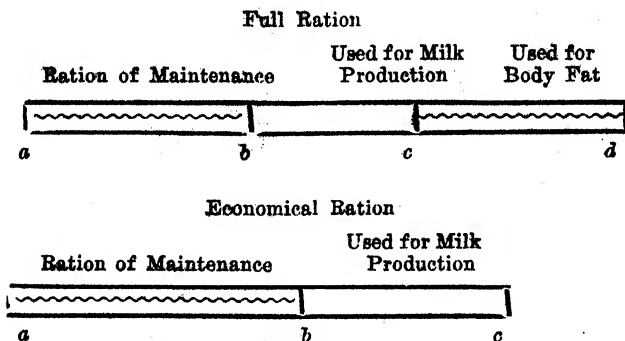 Full Ration
Used for Milk Used for
Ration of Maintenance Production Body Fat
a b c d
Economical Ration
Used for Milk
Ration of Maintenance Production
a b c